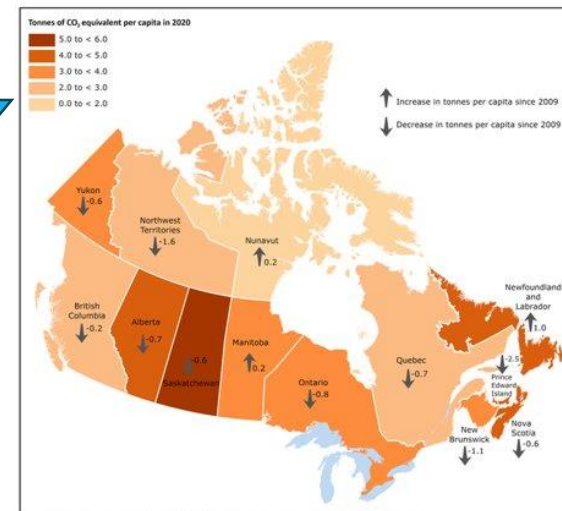 Tonnes of CO₂ equivalent per capita in 2020
5.0 to < 6.0
4.0 to < 5.0
3.0 to < 4.0
2.0 to < 3.0
0.0 to < 2.0
Increase in tonnes per capita since 2009
Decrease in tonnes per capita since 2009
Yukon
-0.6
Northwest
Territories
-1.6
Nunavut
0.2
British
Columbia
-0.2
Alberta
-0.7
-0.6
Saskatchewan
Manitoba
0.2
Ontario
-0.8
Quebec
-0.7
Newfoundland
and
Labrador
1.0
-2.5
Prince
Edward
Island
New
Brunswick
-1.1
Nova
Scotia
-0.6